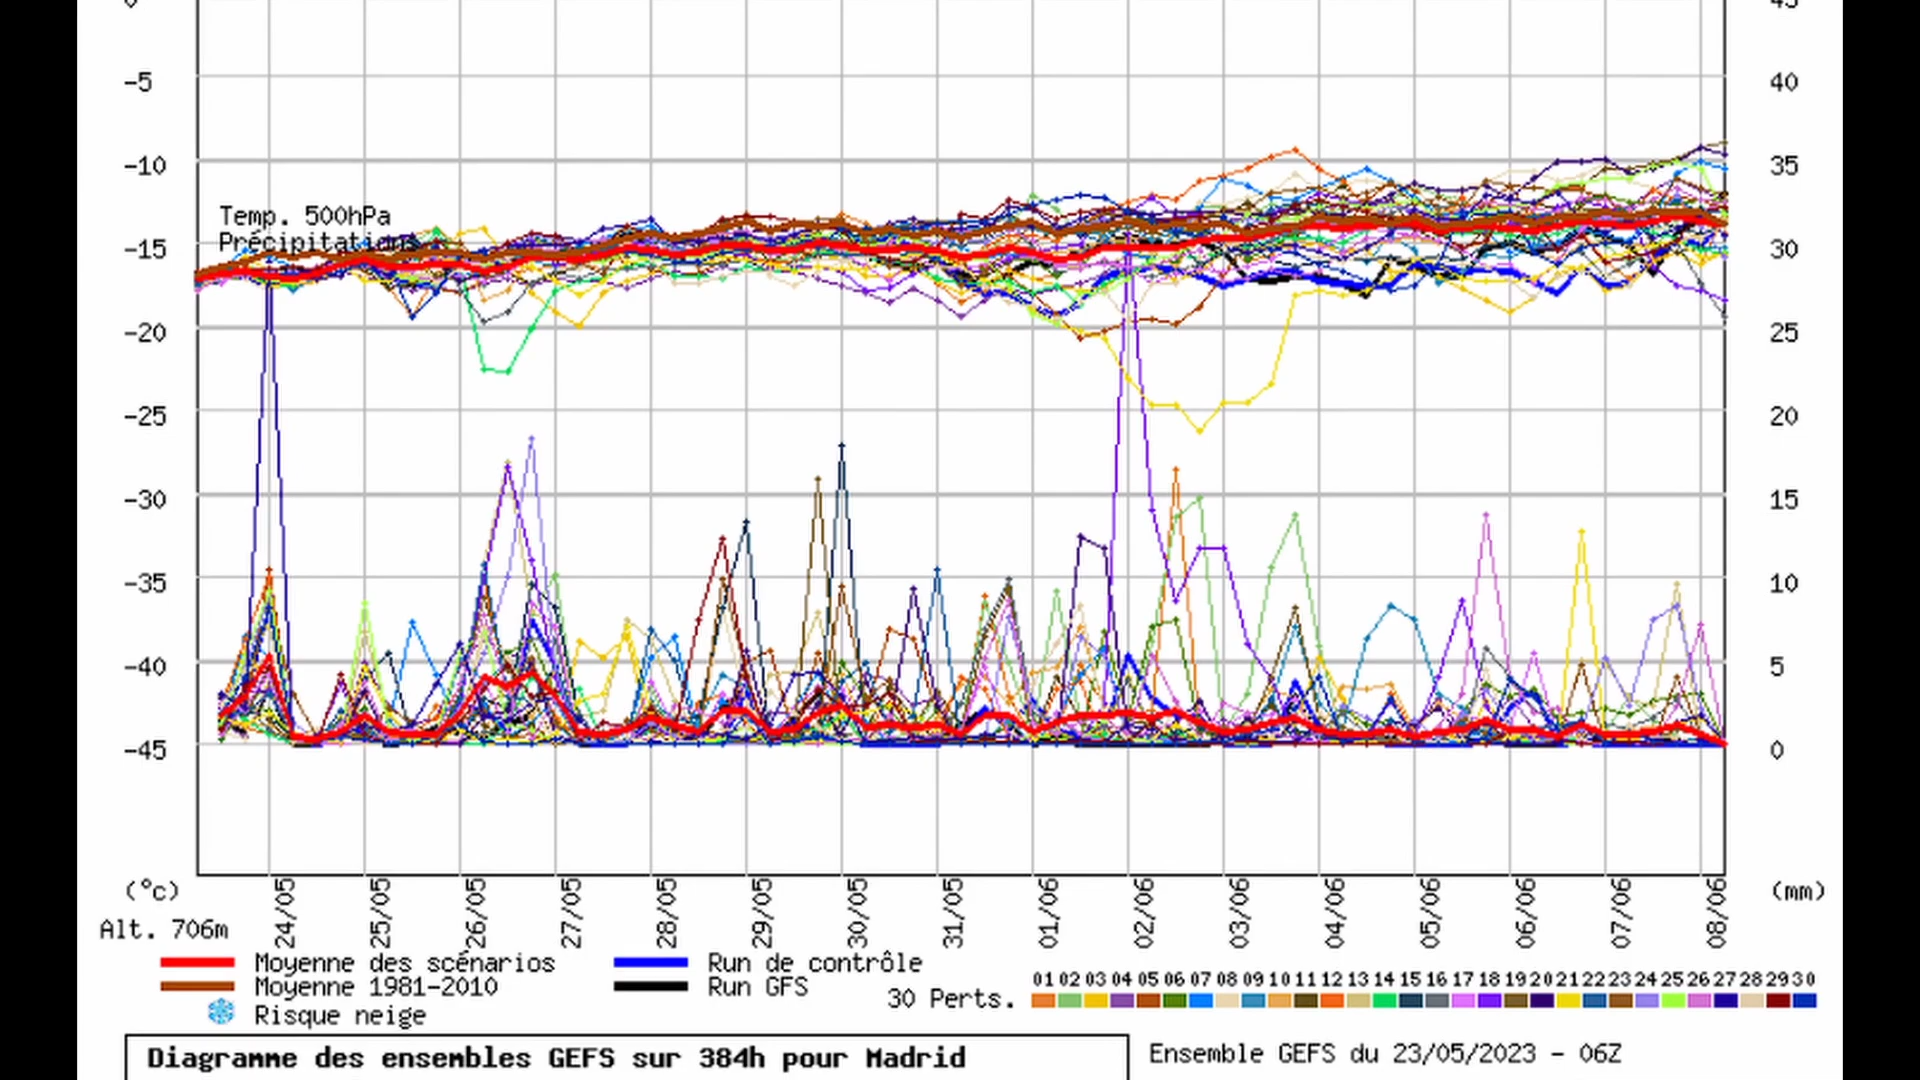 -5 40
-10 35
Temp. 500hPa
Précipitations
-15 30
-20 25
-25 20
-30 15
-35 10
-40 5
-45 0
(°c) (mm)
24/05 25/05 26/05 27/05 28/05 29/05 30/05 31/05 01/06 02/06 03/06 04/06 05/06 06/06 07/06 08/06
Alt. 706m
Moyenne des scénarios Run de contrôle
Moyenne 1981-2010 Run GFS
01 02 03 04 05 06 07 08 09 10 11 12 13 14 15 16 17 18 19 20 21 22 23 24 25 26 27 28 29 30
30 Perts.
Risque neige
Diagramme des ensembles GEFS sur 384h pour Madrid
Ensemble GEFS du 23/05/2023 - 06Z